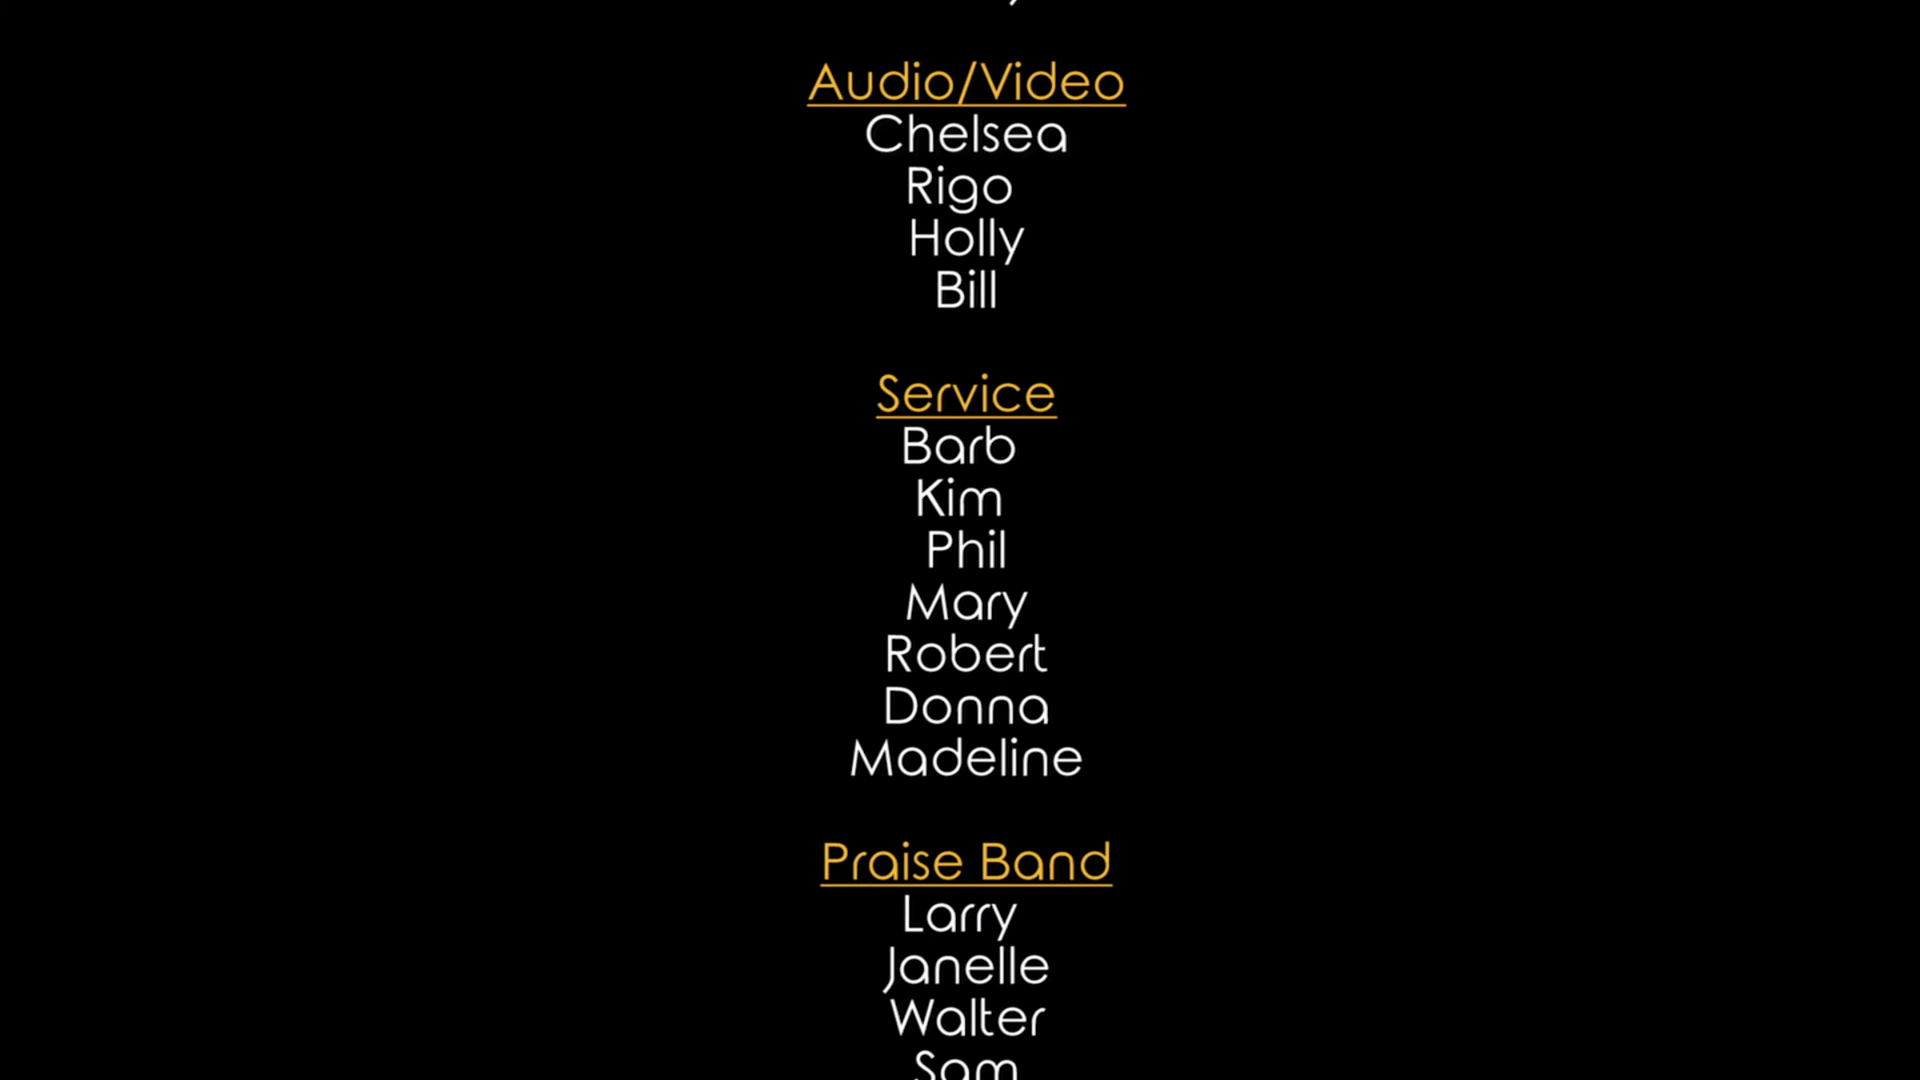 Audio/Video
Chelsea
Rigo
Holly
Bill
Service
Barb
Kim
Phil
Mary
Robert
Donna
Madeline
Praise Band
Larry
Janelle
Walter
Sam